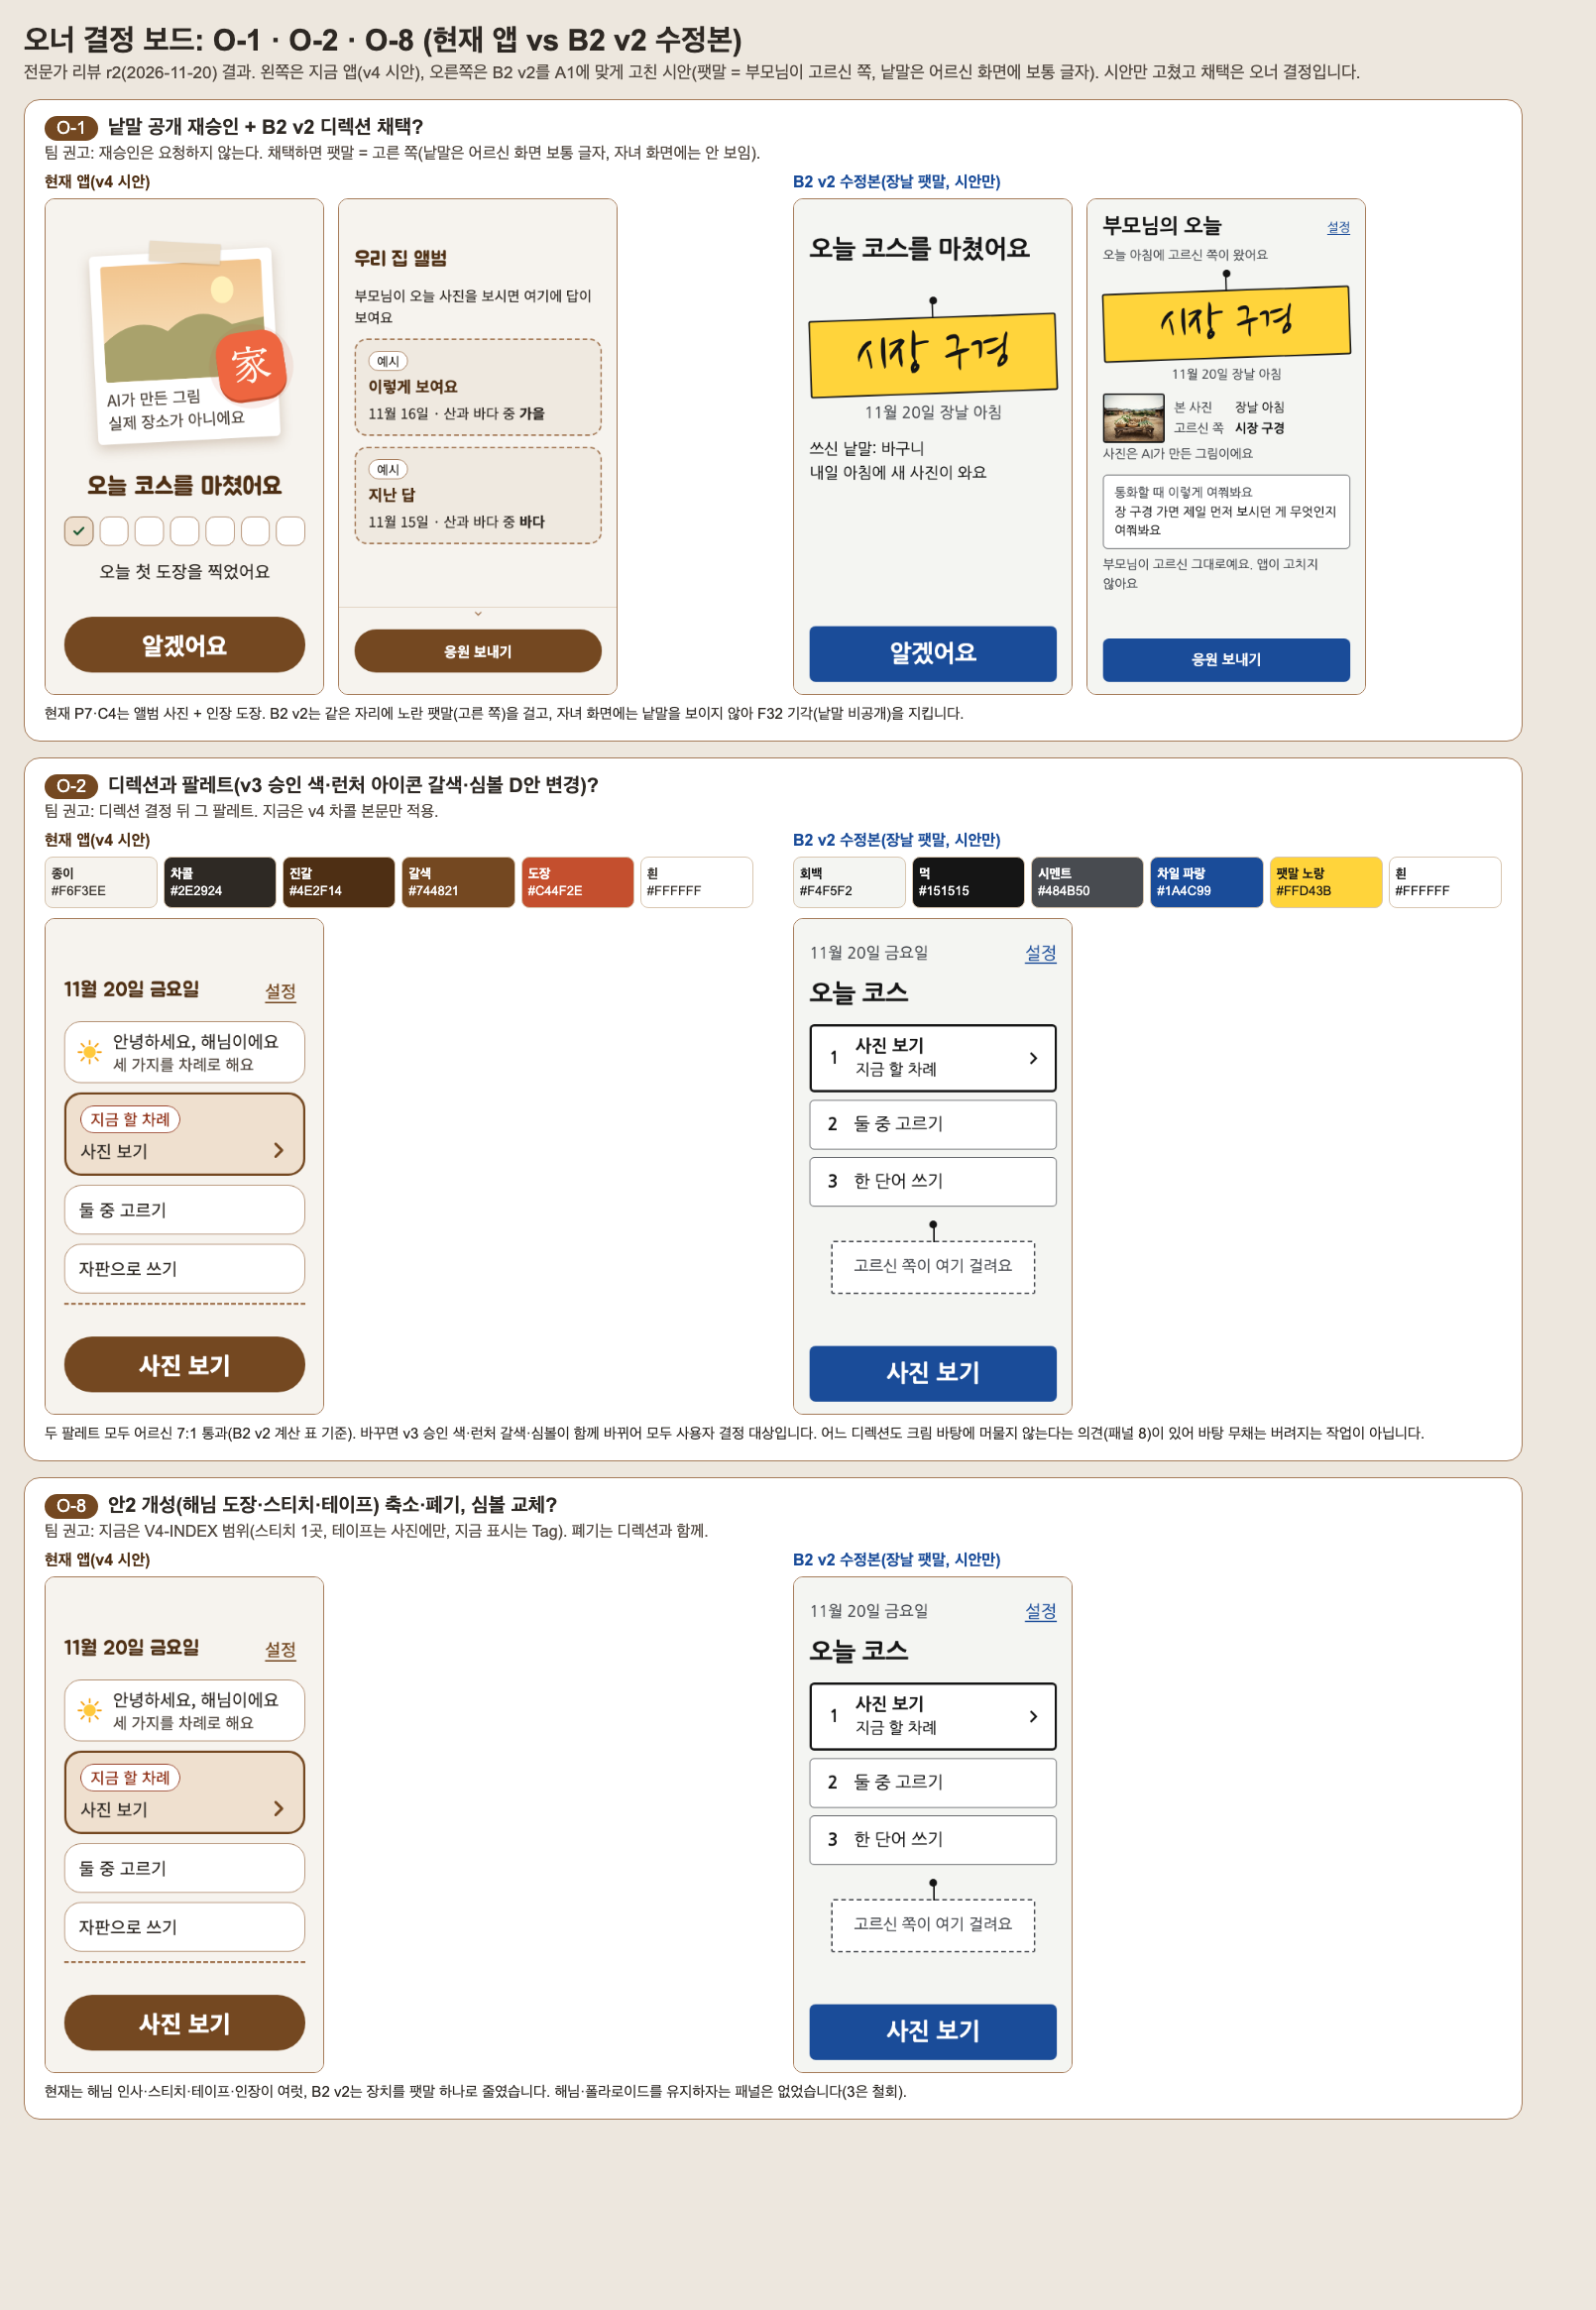 오너 결정 보드: O-1 · O-2 · O-8 (현재 앱 vs B2 v2 수정본)
전문가 리뷰 r2(2026-11-20) 결과. 왼쪽은 지금 앱(v4 시안), 오른쪽은 B2 v2를 A1에 맞게 고친 시안(팻말 = 부모님이 고르신 쪽, 낱말은 어르신 화면에 보통 글자). 시안만 고쳤고 채택은 오너 결정입니다.
O-1 낱말 공개 재승인 + B2 v2 디렉션 채택?
팀 권고: 재승인은 요청하지 않는다. 채택하면 팻말 = 고른 쪽(낱말은 어르신 화면 보통 글자, 자녀 화면에는 안 보임).
현재 앱(v4 시안)
家
AI가 만든 그림
실제 장소가 아니에요
오늘 코스를 마쳤어요
오늘 첫 도장을 찍었어요
알겠어요
우리 집 앨범
부모님이 오늘 사진을 보시면 여기에 답이
보여요
예시
이렇게 보여요
11월 16일 · 산과 바다 중 가을
예시
지난 답
11월 15일 · 산과 바다 중 바다
응원 보내기
B2 v2 수정본(장날 팻말, 시안만)
오늘 코스를 마쳤어요
시장 구경
11월 20일 장날 아침
쓰신 낱말: 바구니
내일 아침에 새 사진이 와요
알겠어요
부모님의 오늘 설정
오늘 아침에 고르신 쪽이 왔어요
시장 구경
11월 20일 장날 아침
본 사진 장날 아침
고르신 쪽 시장 구경
사진은 AI가 만든 그림이에요
통화할 때 이렇게 여쭤봐요
장 구경 가면 제일 먼저 보시던 게 무엇인지
여쭤봐요
부모님이 고르신 그대로예요. 앱이 고치지
않아요
응원 보내기
현재 P7·C4는 앨범 사진 + 인장 도장. B2 v2는 같은 자리에 노란 팻말(고른 쪽)을 걸고, 자녀 화면에는 낱말을 보이지 않아 F32 기각(낱말 비공개)을 지킵니다.
O-2 디렉션과 팔레트(v3 승인 색·런처 아이콘 갈색·심볼 D안 변경)?
팀 권고: 디렉션 결정 뒤 그 팔레트. 지금은 v4 차콜 본문만 적용.
현재 앱(v4 시안)
종이
#F6F3EE
차콜
#2E2924
진갈
#4E2F14
갈색
#744821
도장
#C44F2E
흰
#FFFFFF
11월 20일 금요일 설정
안녕하세요, 해님이에요
세 가지를 차례로 해요
지금 할 차례
사진 보기
둘 중 고르기
자판으로 쓰기
사진 보기
B2 v2 수정본(장날 팻말, 시안만)
회백
#F4F5F2
먹
#151515
시멘트
#484B50
차일 파랑
#1A4C99
팻말 노랑
#FFD43B
흰
#FFFFFF
11월 20일 금요일 설정
오늘 코스
1 사진 보기
지금 할 차례
2 둘 중 고르기
3 한 단어 쓰기
고르신 쪽이 여기 걸려요
사진 보기
두 팔레트 모두 어르신 7:1 통과(B2 v2 계산 표 기준). 바꾸면 v3 승인 색·런처 갈색·심볼이 함께 바뀌어 모두 사용자 결정 대상입니다. 어느 디렉션도 크림 바탕에 머물지 않는다는 의견(패널 8)이 있어 바탕 무채는 버려지는 작업이 아닙니다.
O-8 안2 개성(해님 도장·스티치·테이프) 축소·폐기, 심볼 교체?
팀 권고: 지금은 V4-INDEX 범위(스티치 1곳, 테이프는 사진에만, 지금 표시는 Tag). 폐기는 디렉션과 함께.
현재 앱(v4 시안)
11월 20일 금요일 설정
안녕하세요, 해님이에요
세 가지를 차례로 해요
지금 할 차례
사진 보기
둘 중 고르기
자판으로 쓰기
사진 보기
B2 v2 수정본(장날 팻말, 시안만)
11월 20일 금요일 설정
오늘 코스
1 사진 보기
지금 할 차례
2 둘 중 고르기
3 한 단어 쓰기
고르신 쪽이 여기 걸려요
사진 보기
현재는 해님 인사·스티치·테이프·인장이 여럿, B2 v2는 장치를 팻말 하나로 줄였습니다. 해님·폴라로이드를 유지하자는 패널은 없었습니다(3은 철회).